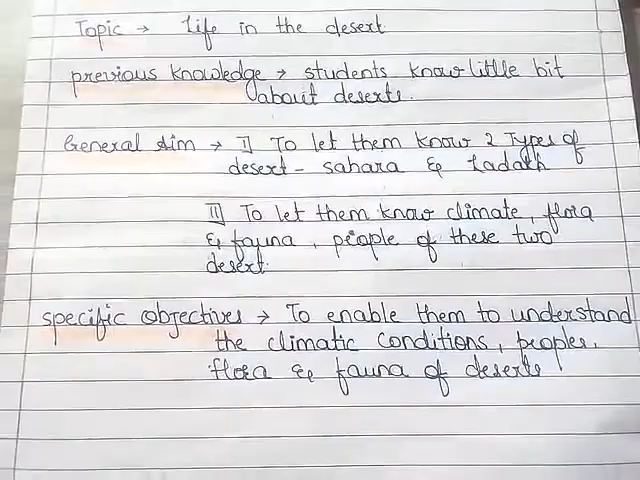 Topic → Life in the desert
previous knowledge → students know little bit
about deserts.
General Aim → I] To let them know 2 Types of
desert - sahara & Ladakh
II] To let them know climate, flora
& fauna, people of these two
desert.
specific objectives → To enable them to understand
the climatic conditions, peoples,
flora & fauna of deserts